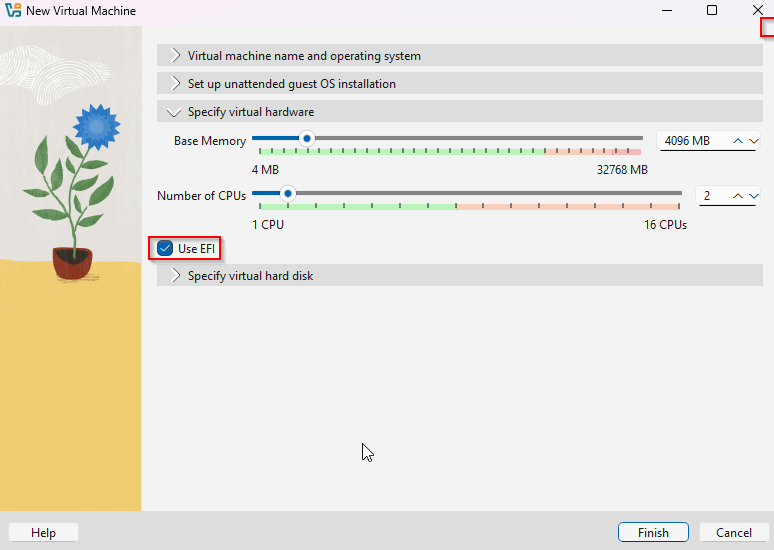 New Virtual Machine
Virtual machine name and operating system
Set up unattended guest OS installation
Specify virtual hardware
Base Memory 4096 MB
4 MB 32768 MB
Number of CPUs 2
1 CPU 16 CPUs
Use EFI
Specify virtual hard disk
Help Finish Cancel